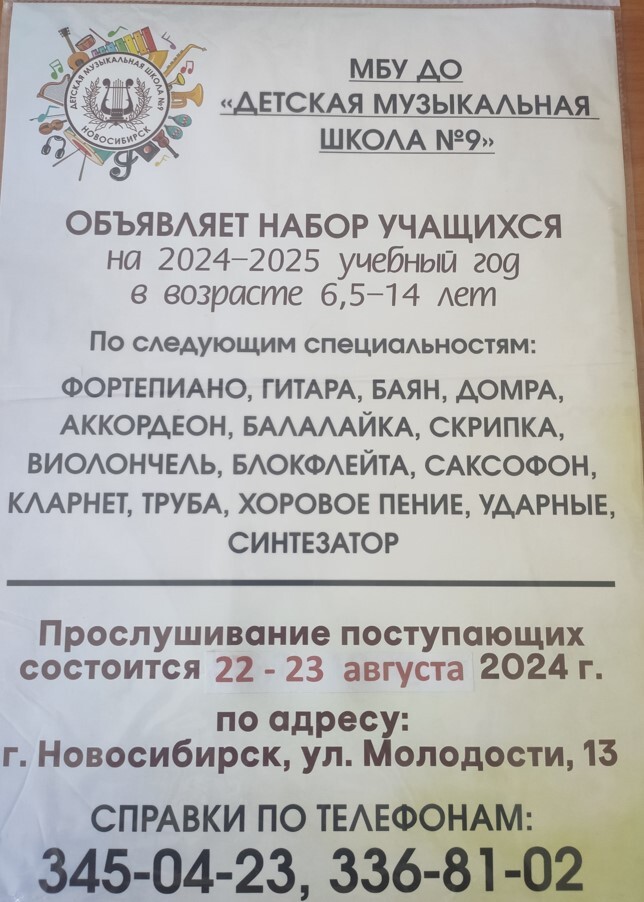 ДЕТСКАЯ МУЗЫКАЛЬНАЯ ШКОЛА №9
НОВОСИБИРСК
МБУ ДО
«ДЕТСКАЯ МУЗЫКАЛЬНАЯ
ШКОЛА №9»
ОБЪЯВЛЯЕТ НАБОР УЧАЩИХСЯ
на 2024–2025 учебный год
в возрасте 6,5–14 лет
По следующим специальностям:
ФОРТЕПИАНО, ГИТАРА, БАЯН, ДОМРА,
АККОРДЕОН, БАЛАЛАЙКА, СКРИПКА,
ВИОЛОНЧЕЛЬ, БЛОКФЛЕЙТА, САКСОФОН,
КЛАРНЕТ, ТРУБА, ХОРОВОЕ ПЕНИЕ, УДАРНЫЕ,
СИНТЕЗАТОР
Прослушивание поступающих
состоится 22 - 23 августа 2024 г.
по адресу:
г. Новосибирск, ул. Молодости, 13
СПРАВКИ ПО ТЕЛЕФОНАМ:
345-04-23, 336-81-02